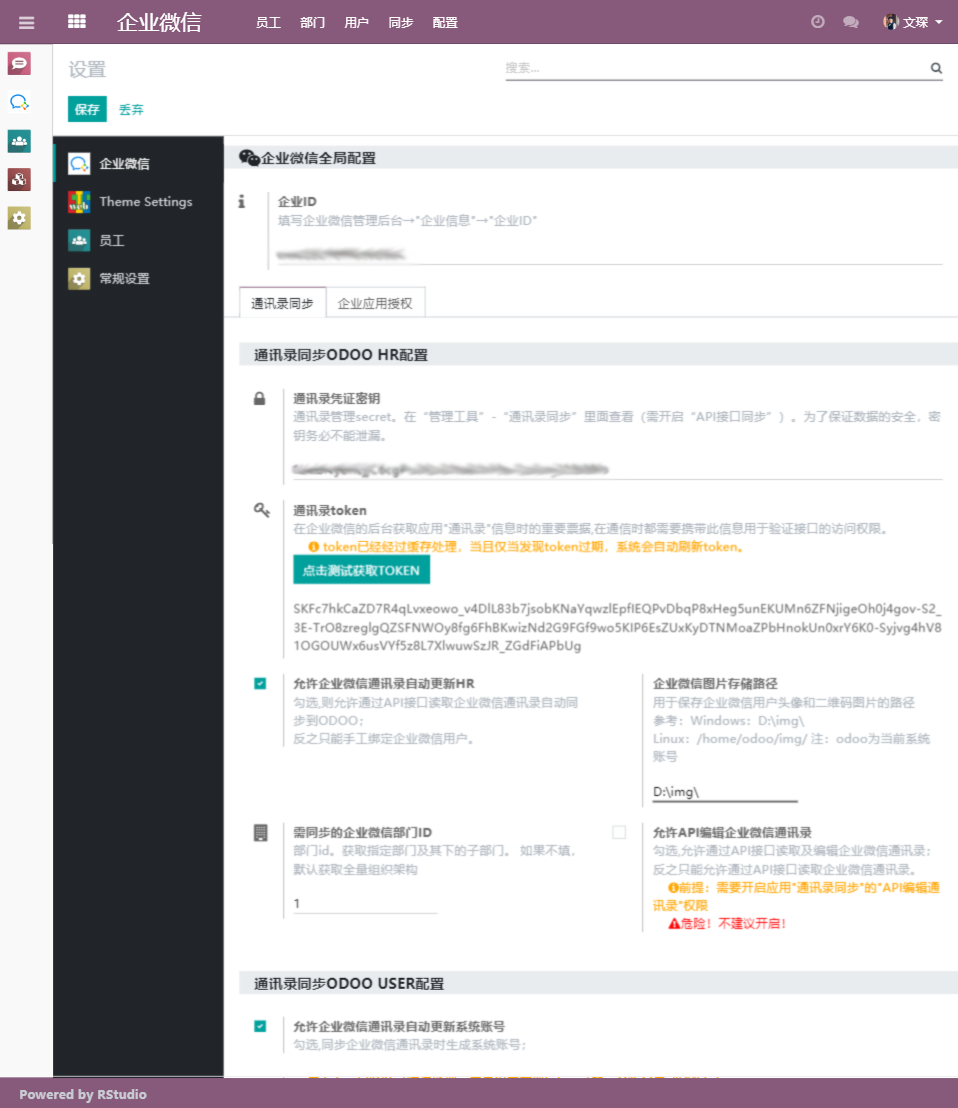 企业微信 员工 部门 用户 同步 配置 文琛
设置 搜索...
保存 丢弃
企业微信
Theme Settings
员工
常规设置
企业微信全局配置
企业ID
填写企业微信管理后台→"企业信息"→"企业ID"
通讯录同步 企业应用授权
通讯录同步ODOO HR配置
通讯录凭证密钥
通讯录管理secret。在“管理工具”-“通讯录同步”里面查看（需开启“API接口同步”）。为了保证数据的安全，密
钥务必不能泄漏。
通讯录token
在企业微信的后台获取应用"通讯录"信息时的重要票据,在通信时都需要携带此信息用于验证接口的访问权限。
token已经经过缓存处理，当且仅当发现token过期，系统会自动刷新token。
点击测试获取TOKEN
SKFc7hkCaZD7R4qLvxeowo_v4DlL83b7jsobKNaYqwzlEpfIEQPvDbqP8xHeg5unEKUMn6ZFNjigeOh0j4gov-S2_
3E-TrO8zreglgQZSFNWOy8fg6FhBKwizNd2G9FGf9wo5KIP6EsZUxKyDTNMoaZPbHnokUn0xrY6K0-Syjvg4hV8
1OGOUWx6usVYf5z8L7XlwuwSzJR_ZGdFiAPbUg
允许企业微信通讯录自动更新HR
勾选,则允许通过API接口读取企业微信通讯录自动同
步到ODOO；
反之只能手工绑定企业微信用户。
企业微信图片存储路径
用于保存企业微信用户头像和二维码图片的路径
参考：Windows：D:\img\
Linux：/home/odoo/img/ 注：odoo为当前系统
账号
D:\img\
需同步的企业微信部门ID
部门id。获取指定部门及其下的子部门。 如果不填，
默认获取全量组织架构
1
允许API编辑企业微信通讯录
勾选,允许通过API接口读取及编辑企业微信通讯录；
反之只能允许通过API接口读取企业微信通讯录。
前提：需要开启应用"通讯录同步"的"API编辑通
讯录"权限
危险！不建议开启！
通讯录同步ODOO USER配置
允许企业微信通讯录自动更新系统账号
勾选,同步企业微信通讯录时生成系统账号；
Powered by RStudio